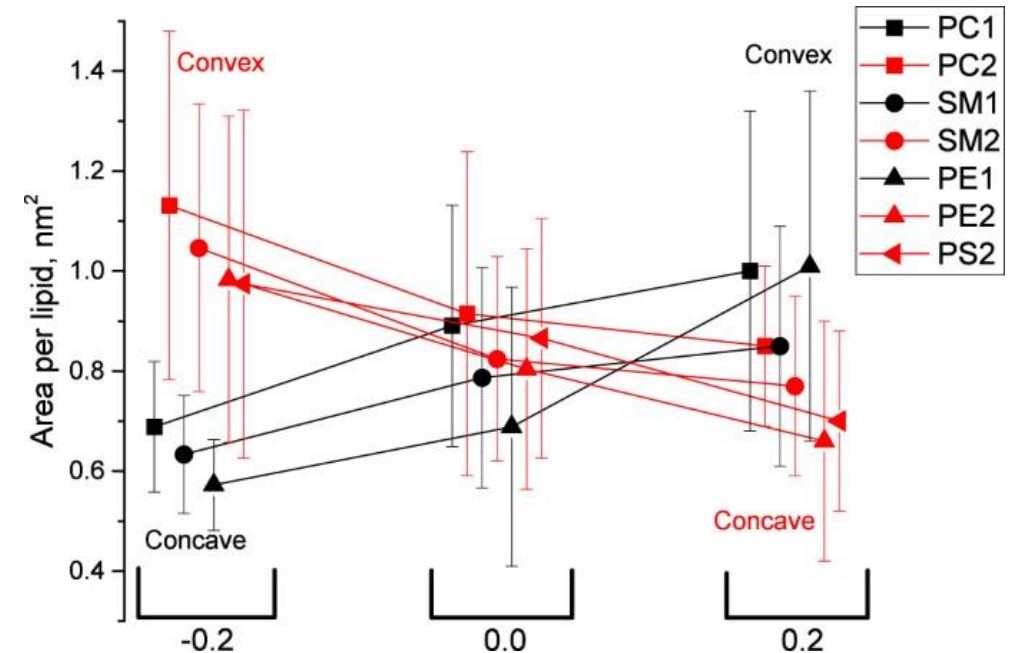 Convex
Convex
PC1
PC2
SM1
SM2
PE1
PE2
PS2
Area per lipid, nm²
1.4
1.2
1.0
0.8
0.6
0.4
Concave
Concave
-0.2
0.0
0.2